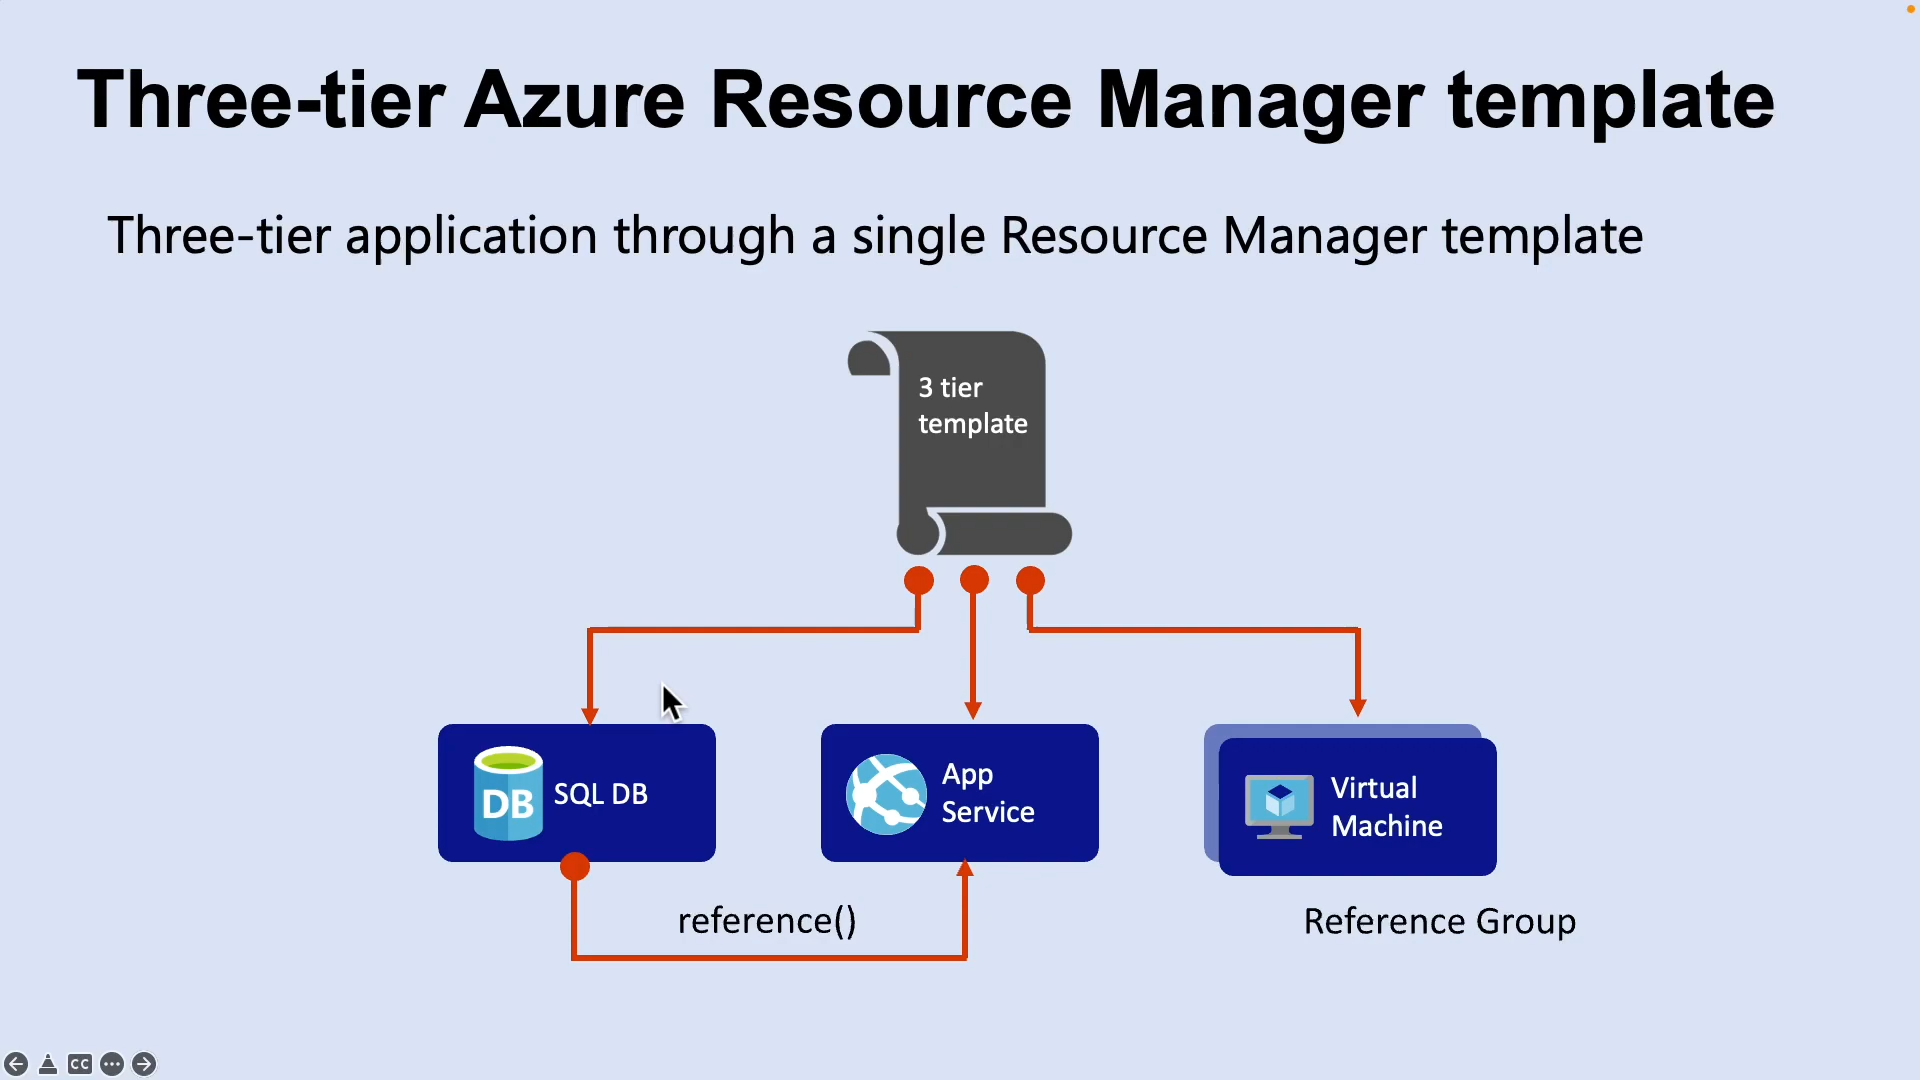 Three-tier Azure Resource Manager template
Three-tier application through a single Resource Manager template
3 tier
template
DB
SQL DB
App
Service
Virtual
Machine
reference()
Reference Group
CC